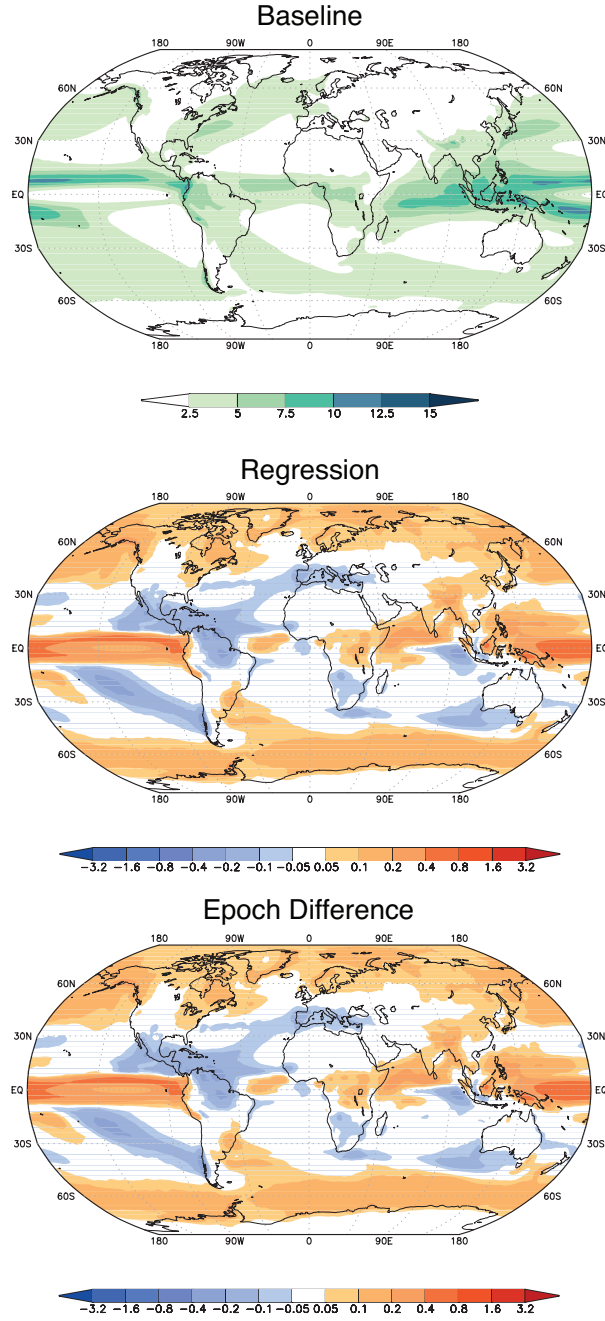 Baseline
180 90W 0 90E 180
60N 60N
30N 30N
EQ EQ
30S 30S
60S 60S
180 90W 0 90E 180
2.5 5 7.5 10 12.5 15
Regression
180 90W 0 90E 180
60N 60N
30N 30N
EQ EQ
30S 30S
60S 60S
180 90W 0 90E 180
-3.2 -1.6 -0.8 -0.4 -0.2 -0.1 -0.05 0.05 0.1 0.2 0.4 0.8 1.6 3.2
Epoch Difference
180 90W 0 90E 180
60N 60N
30N 30N
EQ EQ
30S 30S
60S 60S
180 90W 0 90E 180
-3.2 -1.6 -0.8 -0.4 -0.2 -0.1 -0.05 0.05 0.1 0.2 0.4 0.8 1.6 3.2